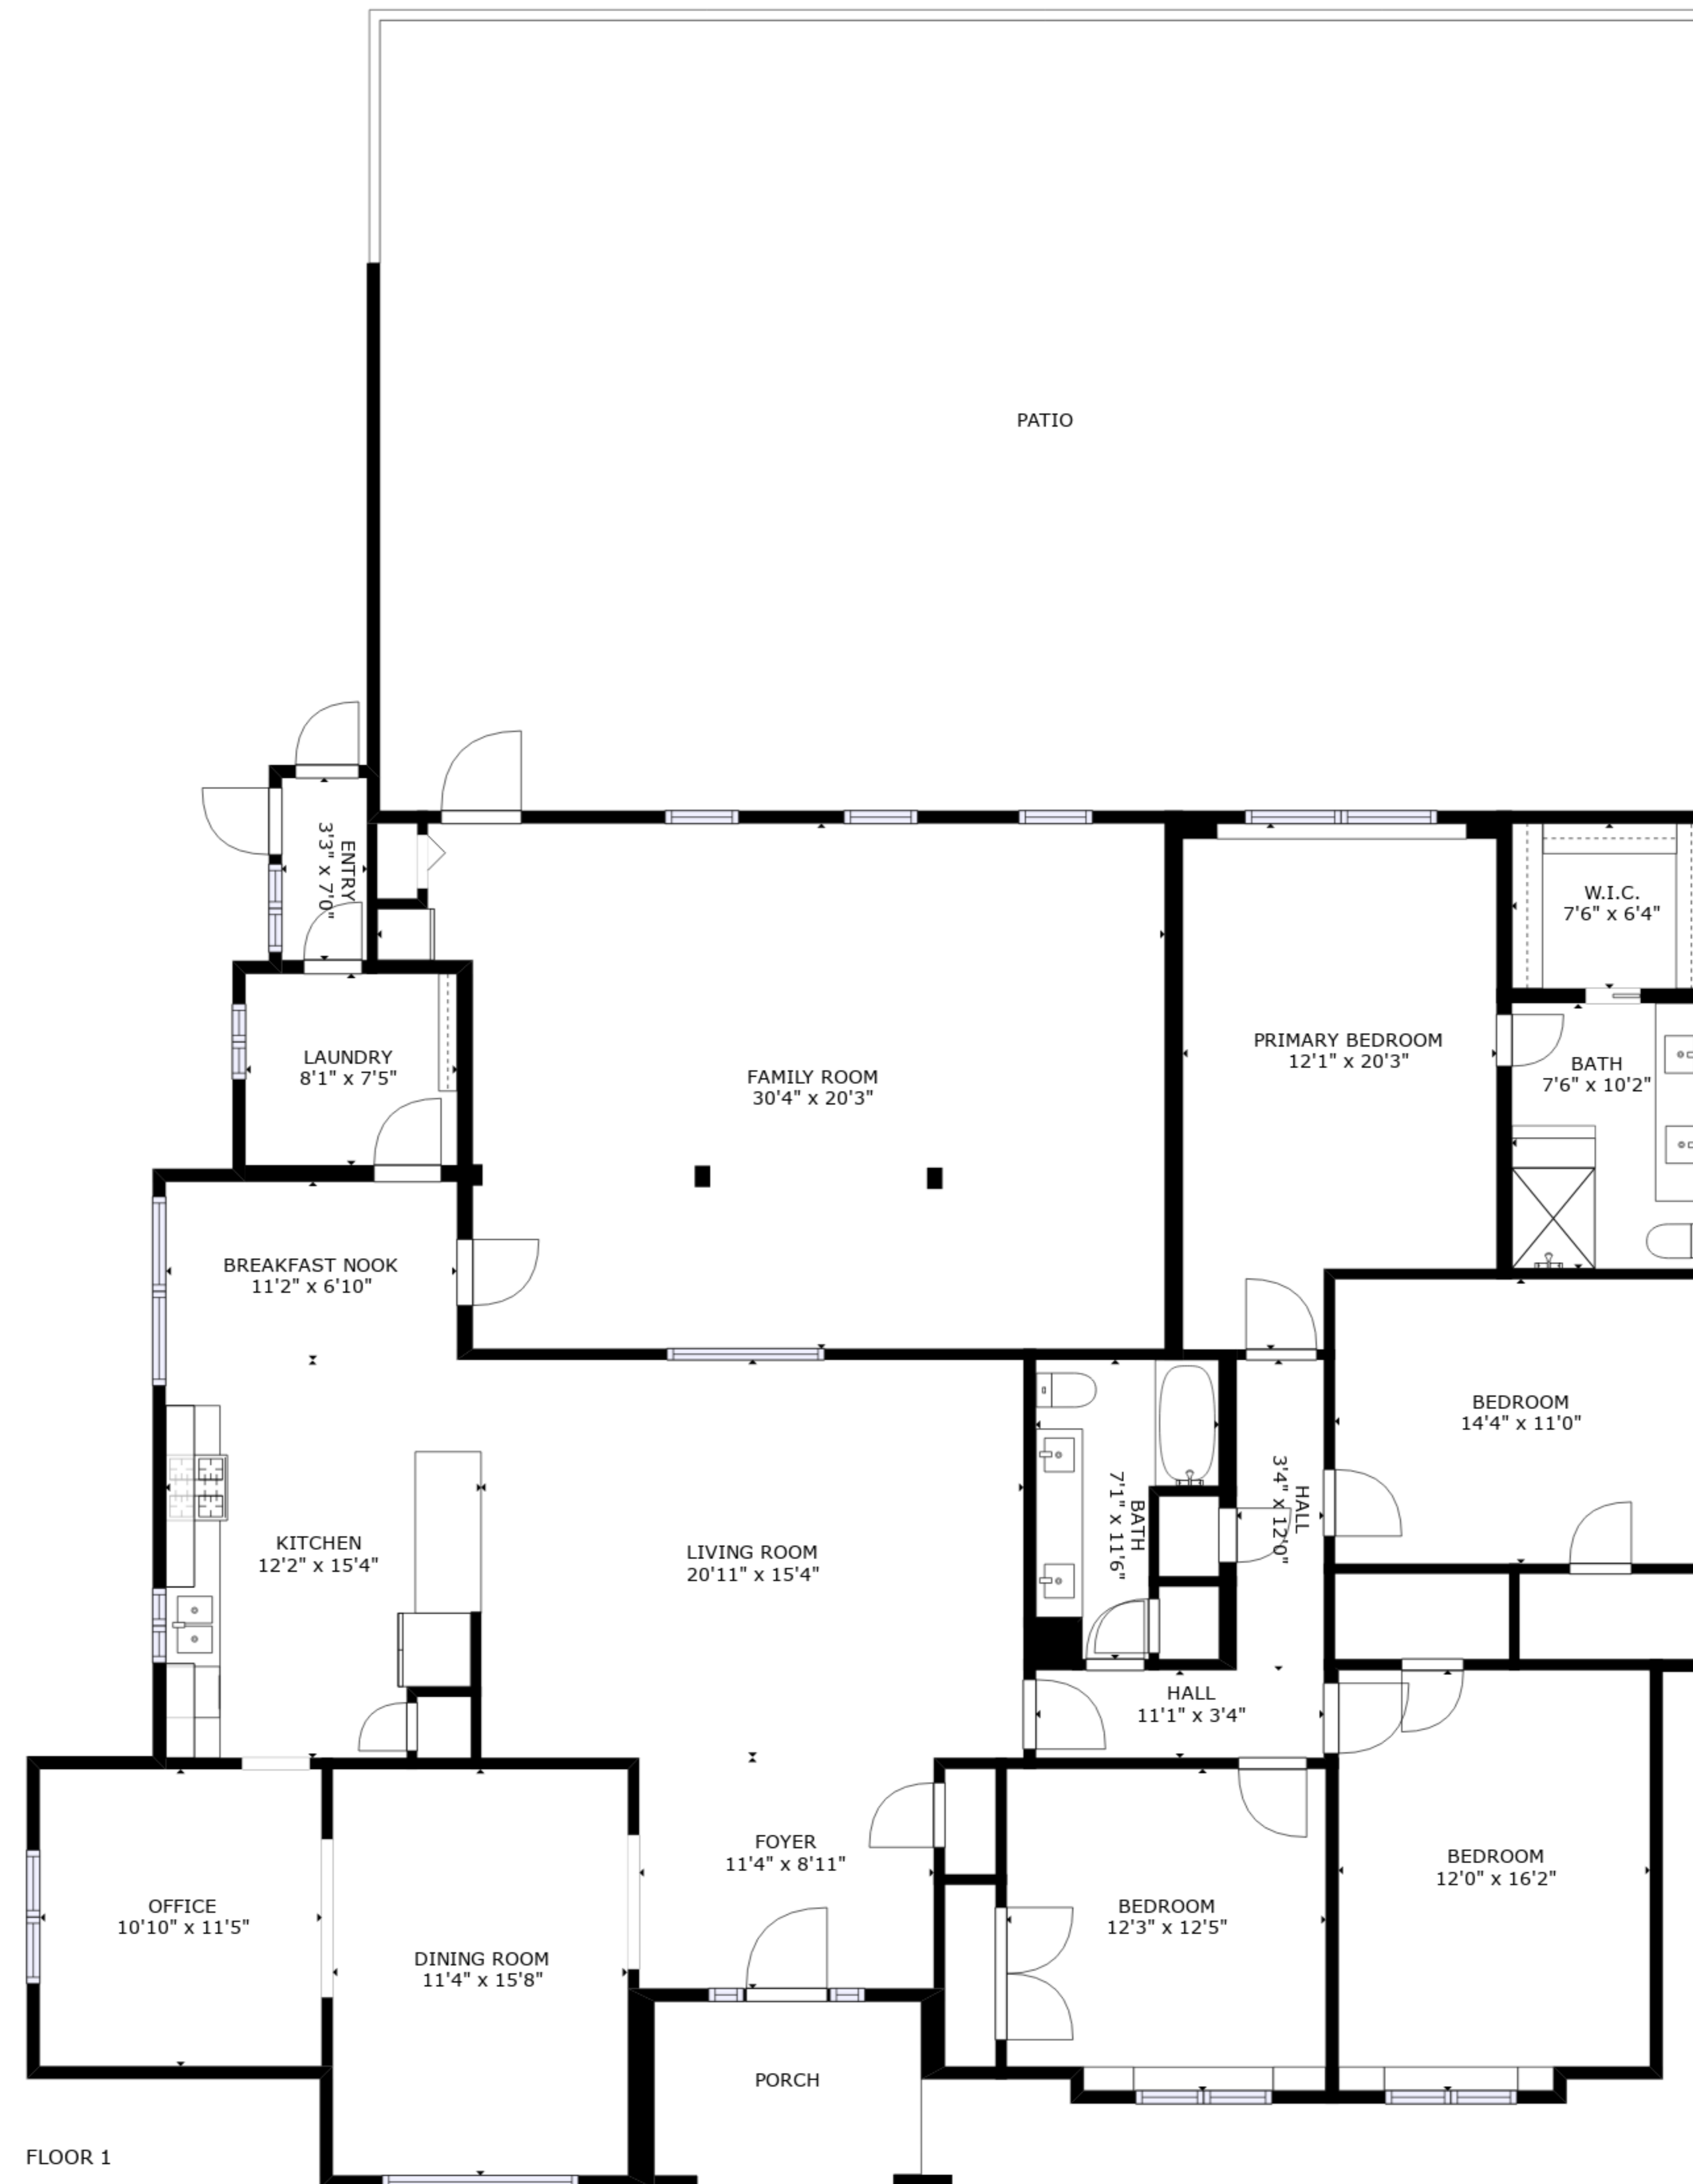 PATIO
ENTRY
3'3" x 7'0"
W.I.C.
7'6" x 6'4"
LAUNDRY
8'1" x 7'5"
FAMILY ROOM
30'4" x 20'3"
PRIMARY BEDROOM
12'1" x 20'3"
BATH
7'6" x 10'2"
BREAKFAST NOOK
11'2" x 6'10"
BEDROOM
14'4" x 11'0"
KITCHEN
12'2" x 15'4"
LIVING ROOM
20'11" x 15'4"
BATH
7'1" x 11'6"
HALL
3'4" x 12'0"
HALL
11'1" x 3'4"
FOYER
11'4" x 8'11"
BEDROOM
12'0" x 16'2"
OFFICE
10'10" x 11'5"
BEDROOM
12'3" x 12'5"
DINING ROOM
11'4" x 15'8"
PORCH
FLOOR 1